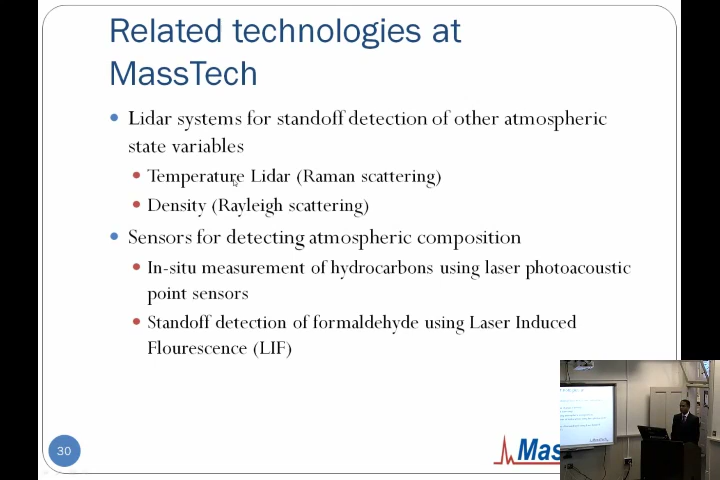 Related technologies at
MassTech
Lidar systems for standoff detection of other atmospheric
state variables
Temperature Lidar (Raman scattering)
Density (Rayleigh scattering)
Sensors for detecting atmospheric composition
In-situ measurement of hydrocarbons using laser photoacoustic
point sensors
Standoff detection of formaldehyde using Laser Induced
Flourescence (LIF)
30
Mas